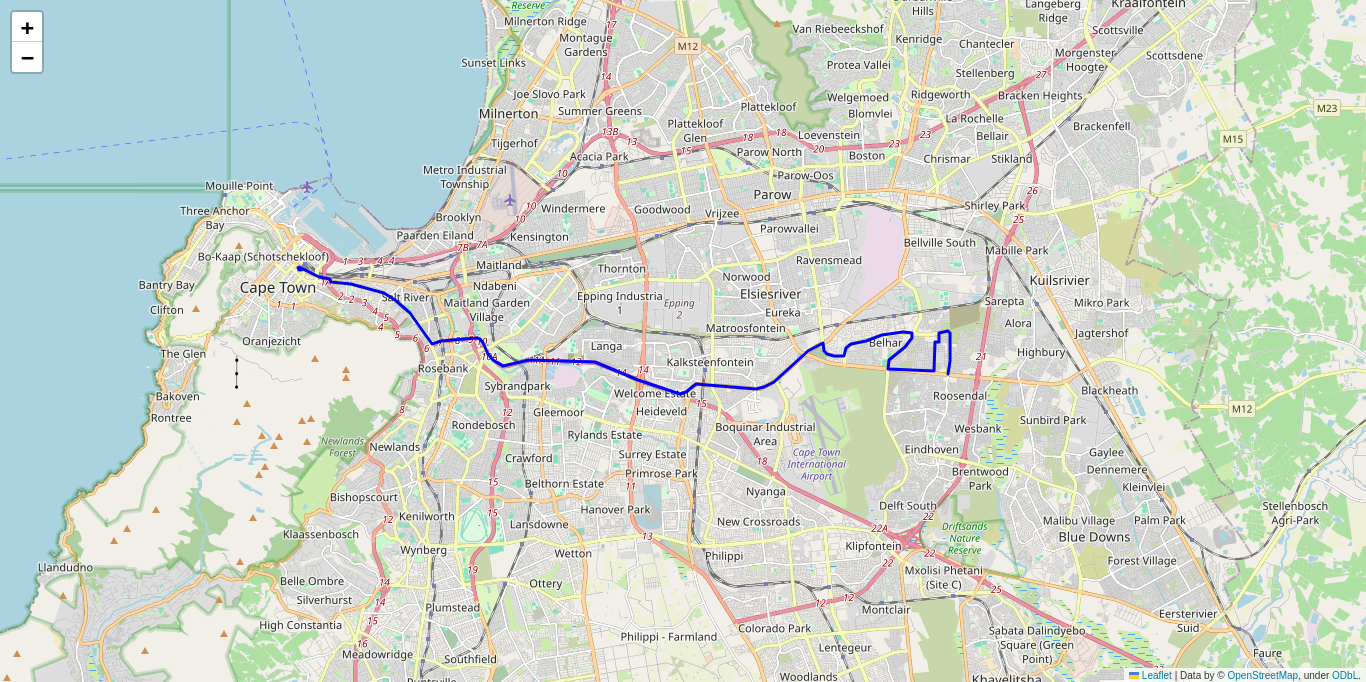 +
−
Reserve
Milnerton Ridge
Montague
Gardens
Sunset Links
Joe Slovo Park
Summer Greens
Milnerton
Tijgerhof
Acacia Park
Metro Industrial
Township
Mouille Point
Three Anchor
Bay
Brooklyn
Windermere
Paarden Eiland
Kensington
Bo-Kaap (Schotschekloof)
Cape Town
Bantry Bay
Clifton
Oranjezicht
The Glen
Bakoven
Rontree
Llandudno
M12
Van Riebeeckshof
Kenridge
Hills
Langeberg
Ridge
Kraaifontein
Scottsville
Chantecler
Morgenster
Hoogte
Scottsdene
Protea Vallei
Stellenberg
Welgemoed
Ridgeworth
Bracken Heights
Plattekloof
Blomvlei
La Rochelle
Plattekloof
Glen
Loevenstein
Bellair
Brackenfell
Parow North
Boston
Chrismar
Stikland
Parow-Oos
Parow
M23
M15
Goodwood
Vrijzee
Parowvallei
Shirley Park
Bellville South
Mabille Park
Maitland
Thornton
Norwood
Ravensmead
Kuilsrivier
Ndabeni
Salt River
Maitland Garden
Village
Epping Industria
1
Epping
2
Elsiesriver
Eureka
Sarepta
Mikro Park
Matroosfontein
Alora
Jagtershof
Langa
Kalksteenfontein
Belhar
Highbury
Rosebank
Sybrandpark
Welcome Estate
Roosendal
Blackheath
M12
Gleemoor
Heideveld
Rondebosch
Rylands Estate
Boquinar Industrial
Area
Wesbank
Sunbird Park
Newlands
Forest
Newlands
Crawford
Surrey Estate
Cape Town
International
Airport
Eindhoven
Gaylee
Primrose Park
Dennemere
Brentwood
Park
Kleinvlei
Belthorn Estate
Bishopscourt
Nyanga
Hanover Park
Delft South
Stellenbosch
Agri-Park
Kenilworth
Lansdowne
New Crossroads
Malibu Village
Palm Park
Klaassenbosch
Driftsands
Nature
Reserve
Blue Downs
Wynberg
Wetton
Philippi
Klipfontein
Forest Village
Belle Ombre
Ottery
Mxolisi Phetani
(Site C)
Silverhurst
Plumstead
Montclair
Eersterivier
Suid
High Constantia
Philippi - Farmland
Colorado Park
Sabata Dalindyebo
Square (Green
Point)
Meadowridge
Southfield
Lentegeur
Faure
Woodlands
Khayelitsha
Leaflet | Data by © OpenStreetMap, under ODbL.